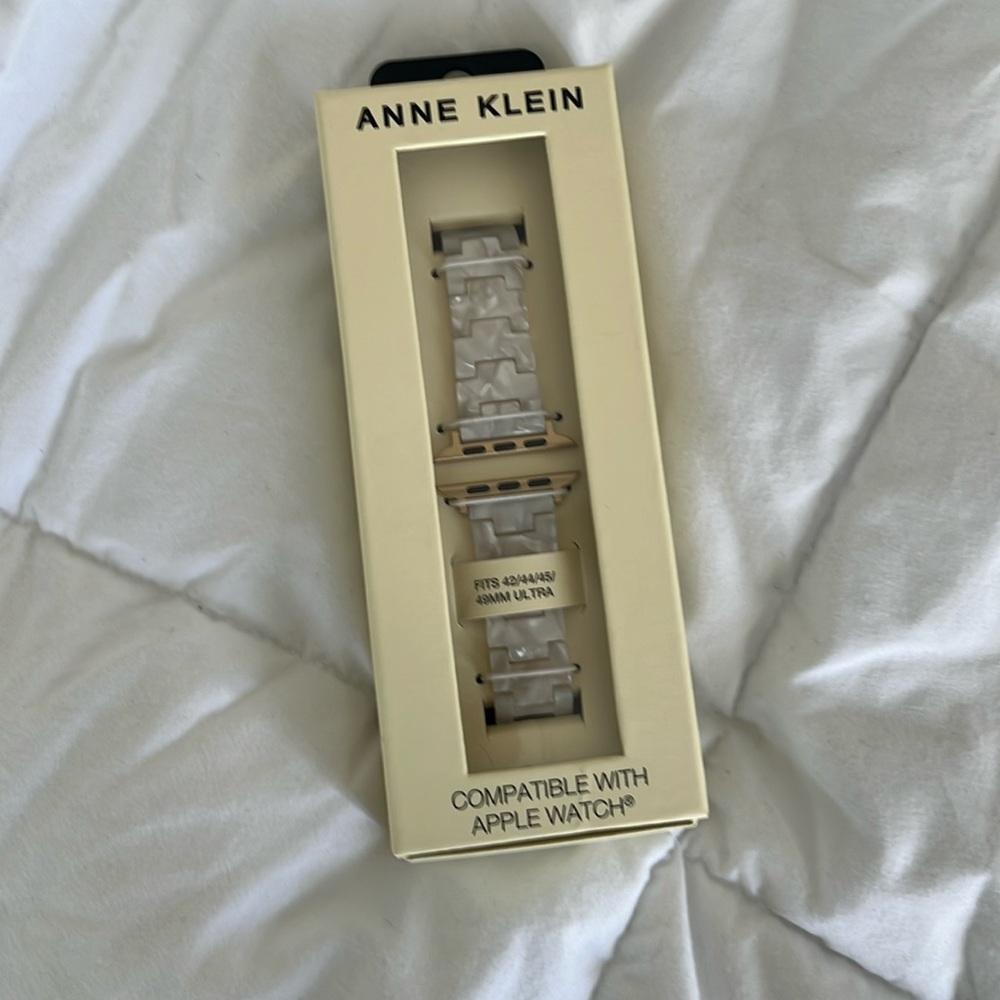 ANNE KLEIN
FITS 42/44/45/
49MM ULTRA
COMPATIBLE WITH
APPLE WATCH®